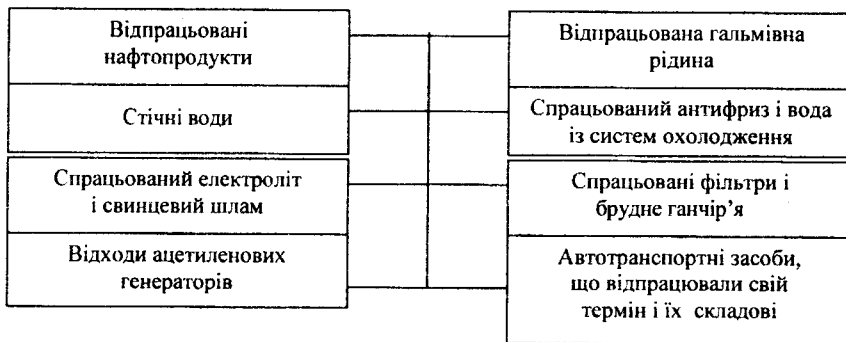 Відпрацьовані
нафтопродукти
Стічні води
Спрацьований електроліт
і свинцевий шлам
Відходи ацетиленових
генераторів
Відпрацьована гальмівна
рідина
Спрацьований антифриз і вода
із систем охолодження
Спрацьовані фільтри і
брудне ганчір’я
Автотранспортні засоби,
що відпрацювали свій
термін і їх складові